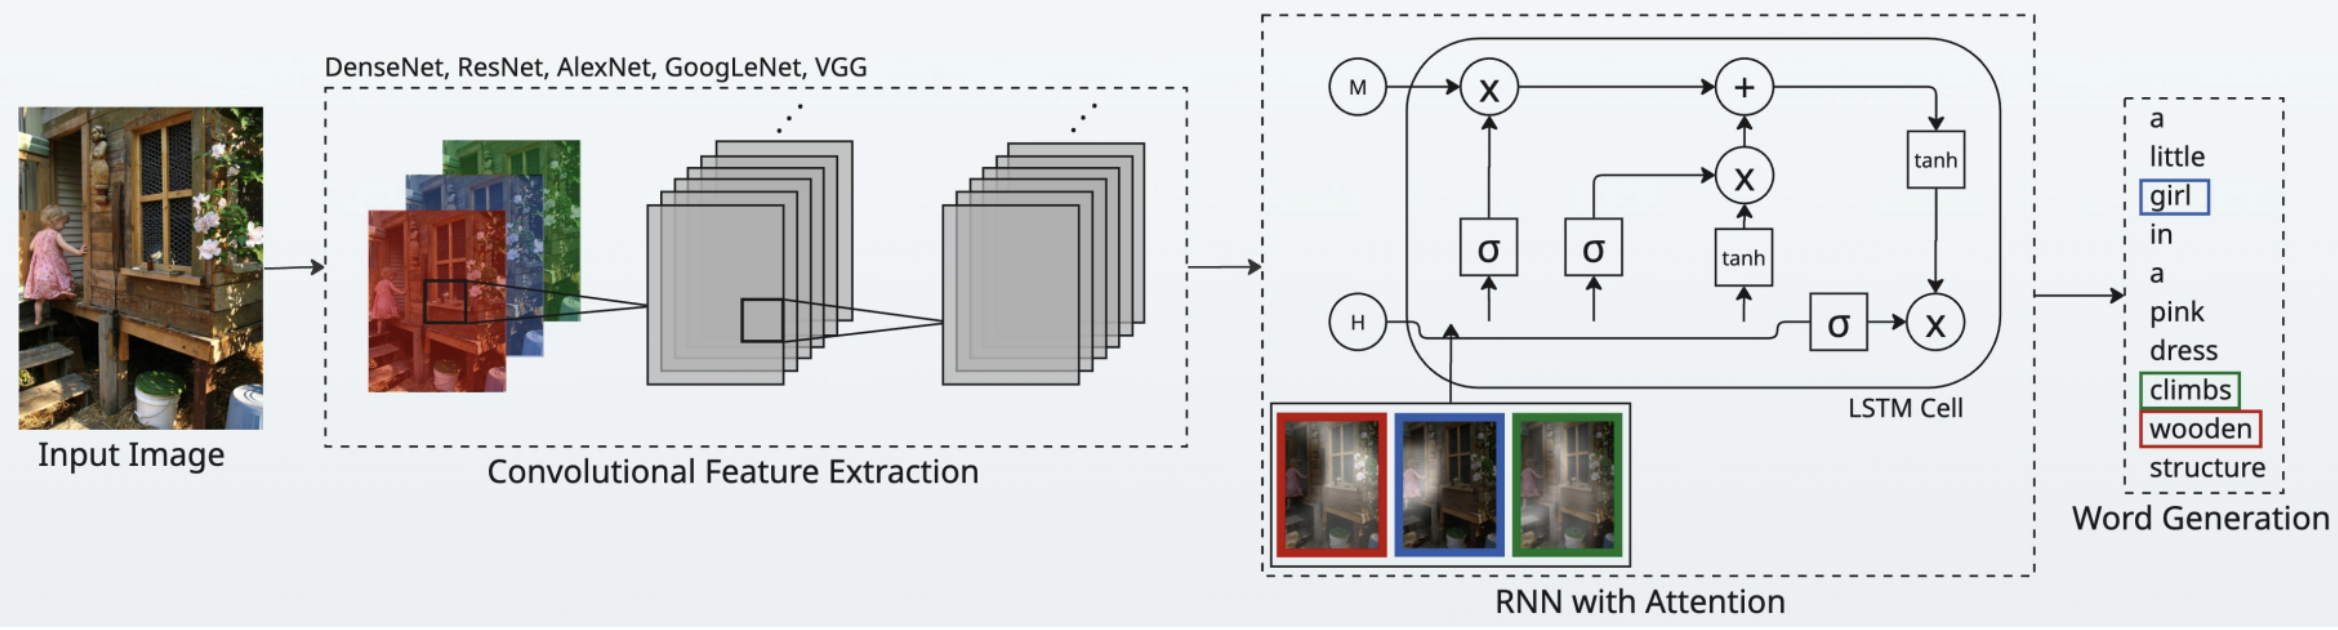 DenseNet, ResNet, AlexNet, GoogLeNet, VGG
Input Image
Convolutional Feature Extraction
M
x
+
tanh
x
σ
σ
tanh
H
σ
x
LSTM Cell
RNN with Attention
a
little
girl
in
a
pink
dress
climbs
wooden
structure
Word Generation